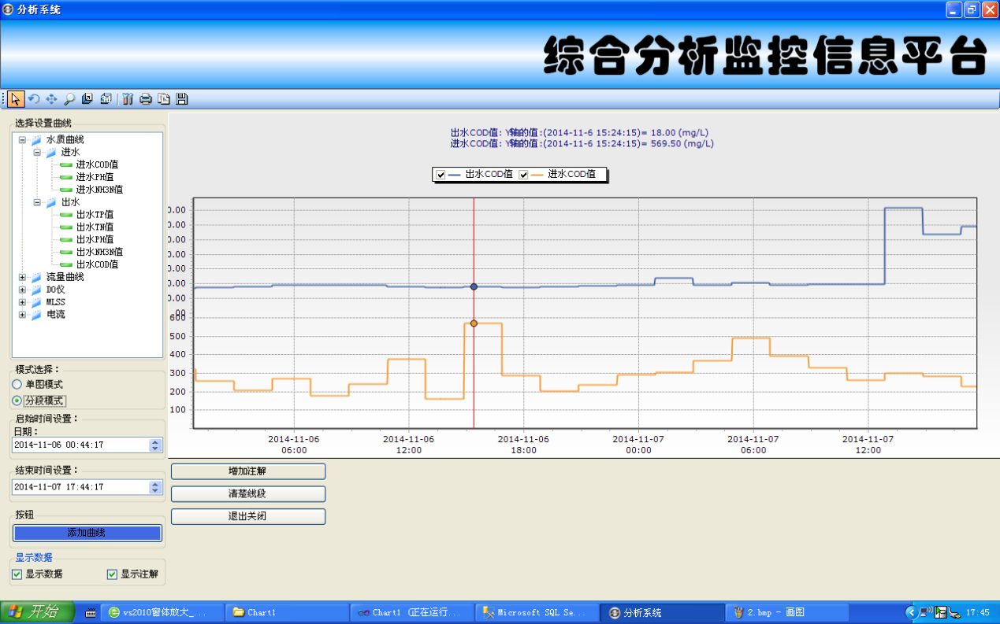 分析系统
综合分析监控信息平台
选择设置曲线
水质曲线
进水
进水COD值
进水PH值
进水NH3N值
出水
出水TP值
出水TN值
出水PH值
出水NH3N值
出水COD值
流量曲线
DO仪
MLSS
电流
模式选择：
单图模式
分段模式
启始时间设置：
日期：
2014-11-06 00:44:17
结束时间设置：
2014-11-07 17:44:17
按钮
添加曲线
显示数据
显示数据 显示注解
出水COD值: Y轴的值:(2014-11-6 15:24:15)= 18.00 (mg/L)
进水COD值: Y轴的值:(2014-11-6 15:24:15)= 569.50 (mg/L)
出水COD值 进水COD值
0.00
0.00
0.00
0.00
0.00
0.00
0.00
600
500
400
300
200
100
2014-11-06 2014-11-06 2014-11-06 2014-11-07 2014-11-07 2014-11-07
06:00 12:00 18:00 00:00 06:00 12:00
增加注解
清楚线段
退出关闭
开始 vs2010窗体放大_... Chart1 Chart1 (正在运行... Microsoft SQL Se... 分析系统 2.bmp - 画图 17:45